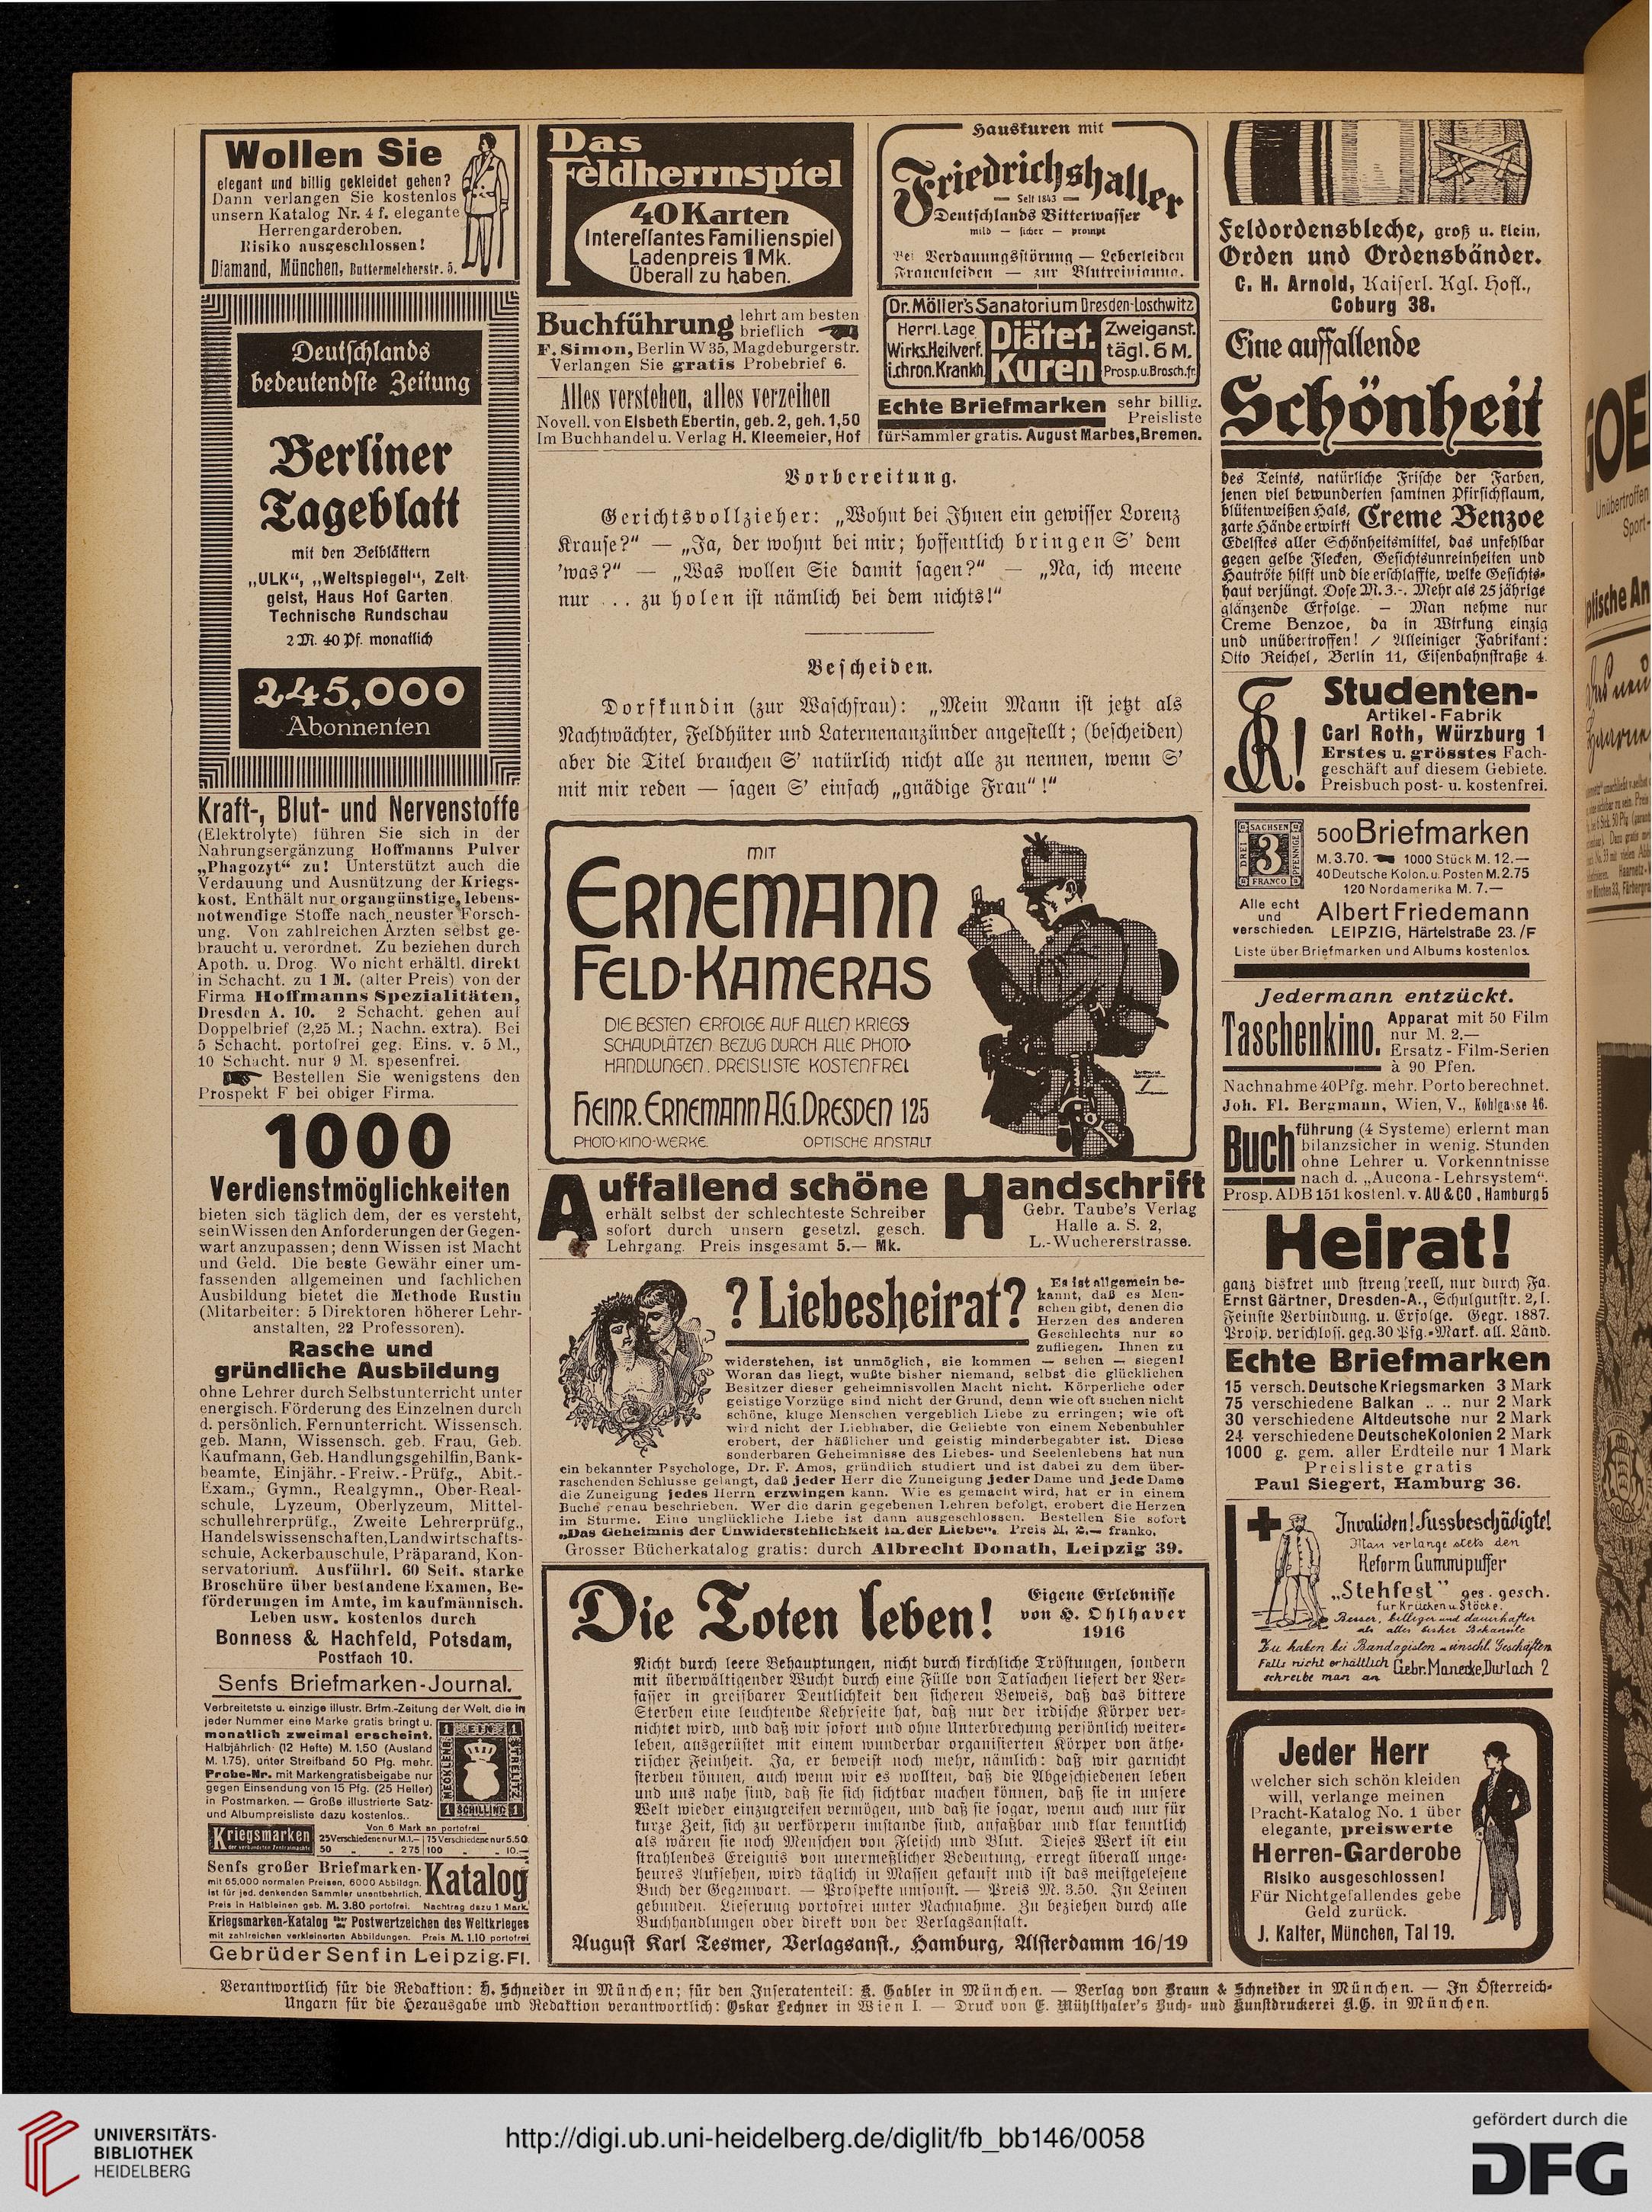 Wollen Sie
elegant und billig gekleidet gehen?
Dann verlangen Sie kostenlos
unsern Katalog Nr. 4 f. elegante
Herrengarderoben.
Risiko ausgeschlossen!
Diamand, München, Buttermelcherstr. 5.
Deutschlands
bedeutendste Zeitung
Berliner
Tageblatt
mit den Beiblättern
„ULK“, „Weltspiegel“, Zeit-
geist, Haus Hof Garten
Technische Rundschau
2 M. 40 Pf. monatlich
245,000
Abonnenten
Kraft-, Blut- und Nervenstoffe
(Elektrolyte) führen Sie sich in der
Nahrungsergänzung Hoffmanns Pulver
„Phagozyt“ zu! Unterstützt auch die
Verdauung und Ausnützung der Kriegs-
kost. Enthält nur organgünstige, lebens-
notwendige Stoffe nach neuster Forsch-
ung. Von zahlreichen Ärzten selbst ge-
braucht u. verordnet. Zu beziehen durch
Apoth. u. Drog. Wo nicht erhältl. direkt
in Schacht. zu 1 M. (alter Preis) von der
Firma Hoffmanns Spezialitäten,
Dresden A. 10. 2 Schacht. gehen auf
Doppelbrief (2,25 M.; Nachn. extra). Bei
5 Schacht. portofrei geg. Eins. v. 5 M.,
10 Schacht. nur 9 M. spesenfrei.
Bestellen Sie wenigstens den
Prospekt F bei obiger Firma.
1000
Verdienstmöglichkeiten
bieten sich täglich dem, der es versteht,
sein Wissen den Anforderungen der Gegen-
wart anzupassen; denn Wissen ist Macht
und Geld. Die beste Gewähr einer um-
fassenden allgemeinen und fachlichen
Ausbildung bietet die Methode Rustin
(Mitarbeiter: 5 Direktoren höherer Lehr-
anstalten, 22 Professoren).
Rasche und
gründliche Ausbildung
ohne Lehrer durch Selbstunterricht unter
energisch. Förderung des Einzelnen durch
d. persönlich. Fernunterricht. Wissensch.
geb. Mann, Wissensch. geb. Frau, Geb.
Kaufmann, Geb. Handlungsgehilfin, Bank-
beamte, Einjähr.-Freiw.-Prüfg., Abit.-
Exam., Gymn., Realgymn., Ober-Real-
schule, Lyzeum, Oberlyzeum, Mittel-
schullehrerprüfg., Zweite Lehrerprüfg.,
Handelswissenschaften, Landwirtschafts-
schule, Ackerbauschule, Präparand, Kon-
servatorium. Ausführl. 60 Seit. starke
Broschüre über bestandene Examen, Be-
förderungen im Amte, im kaufmännisch.
Leben usw. kostenlos durch
Bonness & Hachfeld, Potsdam,
Postfach 10.
Senfs Briefmarken-Journal.
Verbreitetste u. einzige illustr. Brfm.-Zeitung der Welt, die in
jeder Nummer eine Marke gratis bringt u.
monatlich zweimal erscheint.
Halbjährlich (12 Hefte) M. 1.50 (Ausland
M. 1.75), unter Streifband 50 Pfg. mehr.
Probe-Nr. mit Markengratisbeigabe nur
gegen Einsendung von 15 Pfg. (25 Heller)
in Postmarken. — Große illustrierte Satz-
und Albumpreisliste dazu kostenlos.
1 EIN 1
MECKLENB.
STRELITZ
1 SCHILLING 1
Von 6 Mark an portofrei
Kriegsmarken
der verbündeten Zentralmächte
25 Verschiedene nur M.1.— | 75 Verschiedene nur 5.50
50 „ „ 2 75 | 100 „ „ 10.—
Senfs großer Briefmarken-
Katalog
mit 65,000 normalen Preisen, 6000 Abbildgn.
ist für jed. denkenden Sammler unentbehrlich.
Preis in Halbleinen geb. M. 3.80 portofrei. Nachtrag dazu 1 Mark.
Kriegsmarken-Katalog über Postwertzeichen des Weltkrieges
mit zahlreichen verkleinerten Abbildungen. Preis M. 1.10 portofrei
Gebrüder Senf in Leipzig.Fl.
Das
Feldherrnspiel
40 Karten
Interessantes Familienspiel
Ladenpreis 1 Mk.
Überall zu haben.
Buchführung lehrt am besten
brieflich
F. Simon, Berlin W 35, Magdeburgerstr.
Verlangen Sie gratis Probebrief 6.
Alles verstehen, alles verzeihen
Novell. von Elsbeth Ebertin, geb. 2, geh. 1,50
Im Buchhandel u. Verlag H. Kleemeier, Hof
Hauskuren mit
Friedrichshaller
Seit 1843
Deutschlands Bitterwasser
mild — sicher — prompt
Bei Verdauungsstörung — Leberleiden
Frauenleiden — zur Blutreinigung.
Dr. Möller's Sanatorium Dresden-Loschwitz
Herrl. Lage
Wirks. Heilverf.
i. chron. Krankh.
Diätet.
Kuren
Zweiganst.
tägl. 6 M.
Prosp. u. Brosch. fr.
Echte Briefmarken sehr billig.
Preisliste
für Sammler gratis. August Marbes, Bremen.
Vorbereitung.
Gerichtsvollzieher: „Wohnt bei Ihnen ein gewisser Lorenz
Krause?“ — „Ja, der wohnt bei mir; hoffentlich bringen S' dem
'was?“ — „Was wollen Sie damit sagen?“ — „Na, ich meene
nur ... zu holen ist nämlich bei dem nichts!“
Bescheiden.
Dorfkundin (zur Waschfrau): „Mein Mann ist jetzt als
Nachtwächter, Feldhüter und Laternenanzünder angestellt; (bescheiden)
aber die Titel brauchen S' natürlich nicht alle zu nennen, wenn S'
mit mir reden — sagen S' einfach „gnädige Frau“!“
MIT
ERNEMANN
FELD-KAMERAS
DIE BESTEN ERFOLGE AUF ALLEN KRIEGS-
SCHAUPLÄTZEN BEZUG DURCH ALLE PHOTO-
HANDLUNGEN. PREISLISTE KOSTENFREI
HEINR. ERNEMANN A.G. DRESDEN 125
PHOTO-KINO-WERKE. OPTISCHE ANSTALT
Auffallend schöne Handschrift
erhält selbst der schlechteste Schreiber
sofort durch unsern gesetzl. gesch.
Lehrgang. Preis insgesamt 5.— Mk.
Gebr. Taube's Verlag
Halle a. S. 2,
L.-Wuchererstrasse.
? Liebesheirat?
Es ist allgemein be-
kannt, daß es Men-
schen gibt, denen die
Herzen des anderen
Geschlechts nur so
zufliegen. Ihnen zu
widerstehen, ist unmöglich, sie kommen — sehen — siegen!
Woran das liegt, wußte bisher niemand, selbst die glücklichen
Besitzer dieser geheimnisvollen Macht nicht. Körperliche oder
geistige Vorzüge sind nicht der Grund, denn wie oft suchen nicht
schöne, kluge Menschen vergeblich Liebe zu erringen; wie oft
wird nicht der Liebhaber, die Geliebte von einem Nebenbuhler
erobert, der häßlicher und geistig minderbegabter ist. Diese
sonderbaren Geheimnisse des Liebes- und Seelenlebens hat nun
ein bekannter Psychologe, Dr. F. Amos, gründlich studiert und ist dabei zu dem über-
raschenden Schlusse gelangt, daß jeder Herr die Zuneigung jeder Dame und jede Dame
die Zuneigung jedes Herrn erzwingen kann. Wie es gemacht wird, hat er in einem
Buche genau beschrieben. Wer die darin gegebenen Lehren befolgt, erobert die Herzen
im Sturme. Eine unglückliche Liebe ist dann ausgeschlossen. Bestellen Sie sofort
„Das Geheimnis der Unwiderstehlichkeit in der Liebe“. Preis M. 2.— franko.
Grosser Bücherkatalog gratis: durch Albrecht Donath, Leipzig 39.
Die Toten leben!
Eigene Erlebnisse
von H. Ohlhaver
1916
Nicht durch leere Behauptungen, nicht durch kirchliche Tröstungen, sondern
mit überwältigender Wucht durch eine Fülle von Tatsachen liefert der Ver-
fasser in greifbarer Deutlichkeit den sicheren Beweis, daß das bittere
Sterben eine leuchtende Kehrseite hat, daß nur der irdische Körper ver-
nichtet wird, und daß wir sofort und ohne Unterbrechung persönlich weiter-
leben, ausgerüstet mit einem wunderbar organisierten Körper von äthe-
rischer Feinheit. Ja, er beweist noch mehr, nämlich: daß wir garnicht
sterben können, auch wenn wir es wollten, daß die Abgeschiedenen leben
und uns nahe sind, daß sie sich sichtbar machen können, daß sie in unsere
Welt wieder einzugreifen vermögen, und daß sie sogar, wenn auch nur für
kurze Zeit, sich zu verkörpern imstande sind, anfaßbar und klar kenntlich
als wären sie noch Menschen von Fleisch und Blut. Dieses Werk ist ein
strahlendes Ereignis von unermeßlicher Bedeutung, erregt überall unge-
heures Aufsehen, wird täglich in Massen gekauft und ist das meistgelesene
Buch der Gegenwart. — Prospekte umsonst. — Preis M. 3.50. In Leinen
gebunden. Lieferung portofrei unter Nachnahme. Zu beziehen durch alle
Buchhandlungen oder direkt von der Verlagsanstalt.
August Karl Tesmer, Verlagsanst., Hamburg, Alsterdamm 16/19
Feldordensbleche, groß u. klein,
Orden und Ordensbänder.
C. H. Arnold, Kaiserl. Kgl. Hofl.,
Coburg 38.
Eine auffallende
Schönheit
des Teints, natürliche Frische der Farben,
jenen viel bewunderten samtnen Pfirsichflaum,
blütenweißen Hals,
zarte Hände erwirkt Creme Benzoe
Edelstes aller Schönheitsmittel, das unfehlbar
gegen gelbe Flecken, Gesichtsunreinheiten und
Hautröte hilft und die erschlaffte, welke Gesichts-
haut verjüngt. Dose M. 3.-. Mehr als 25 jährige
glänzende Erfolge. — Man nehme nur
Creme Benzoe, da in Wirkung einzig
und unübertroffen! / Alleiniger Fabrikant:
Otto Reichel, Berlin 11, Eisenbahnstraße 4.
Studenten-
Artikel-Fabrik
Carl Roth, Würzburg 1
Erstes u. grösstes Fach-
geschäft auf diesem Gebiete.
Preisbuch post- u. kostenfrei.
SACHSEN
DREI
3
PFENNIGE
FRANCO
500 Briefmarken
M. 3.70. 1000 Stück M. 12.—
40 Deutsche Kolon. u. Posten M. 2.75
120 Nordamerika M. 7.—
Alle echt
und
verschieden.
Albert Friedemann
LEIPZIG, Härtelstraße 23. /F
Liste über Briefmarken und Albums kostenlos.
Jedermann entzückt.
Taschenkino.
Apparat mit 50 Film
nur M. 2.—
Ersatz-Film-Serien
à 90 Pfen.
Nachnahme 40 Pfg. mehr. Porto berechnet.
Joh. Fl. Bergmann, Wien, V., Kohlgasse 46.
Buchführung (4 Systeme) erlernt man
bilanzsicher in wenig. Stunden
ohne Lehrer u. Vorkenntnisse
nach d. „Aucona-Lehrsystem“.
Prosp. ADB 151 kostenl. v. AU & CO, Hamburg 5
Heirat!
ganz diskret und streng reell, nur durch Fa.
Ernst Gärtner, Dresden-A., Schulgutstr. 2, I.
Feinste Verbindung. u. Erfolge. Gegr. 1887.
Prosp. verschloss. geg. 30 Pfg.-Mark. all. Länd.
Echte Briefmarken
15 versch. Deutsche Kriegsmarken 3 Mark
75 verschiedene Balkan .. .. nur 2 Mark
30 verschiedene Altdeutsche nur 2 Mark
24 verschiedene Deutsche Kolonien 2 Mark
1000 g. gem. aller Erdteile nur 1 Mark
Preisliste gratis
Paul Siegert, Hamburg 36.
Invaliden! Fussbeschädigte!
Man verlange stets den
Reform Gummipuffer
„Stehfest“ ges. gesch.
für Krücken u. Stöcke.
Besser, billiger und dauerhafter
als alles bisher Bekannte
Zu haben bei Bandagisten u. einschl. Geschäften
Falls nicht erhältlich
schreibe man an Gebr. Manecke, Durlach 2
Jeder Herr
welcher sich schön kleiden
will, verlange meinen
Pracht-Katalog No. 1 über
elegante, preiswerte
Herren-Garderobe
Risiko ausgeschlossen!
Für Nichtgefallendes gebe
Geld zurück.
J. Kalter, München, Tal 19.
Verantwortlich für die Redaktion: H. Schneider in München; für den Inseratenteil: K. Gabler in München. — Verlag von Braun & Schneider in München. — In Österreich-
Ungarn für die Herausgabe und Redaktion verantwortlich: Oskar Lechner in Wien I. — Druck von E. Mühlthaler's Buch- und Kunstdruckerei A.G. in München.
GOE
Unübertroffen
Sport-
ptische An
UNIVERSITÄTS-
BIBLIOTHEK
HEIDELBERG
http://digi.ub.uni-heidelberg.de/diglit/fb_bb146/0058
gefördert durch die
DFG